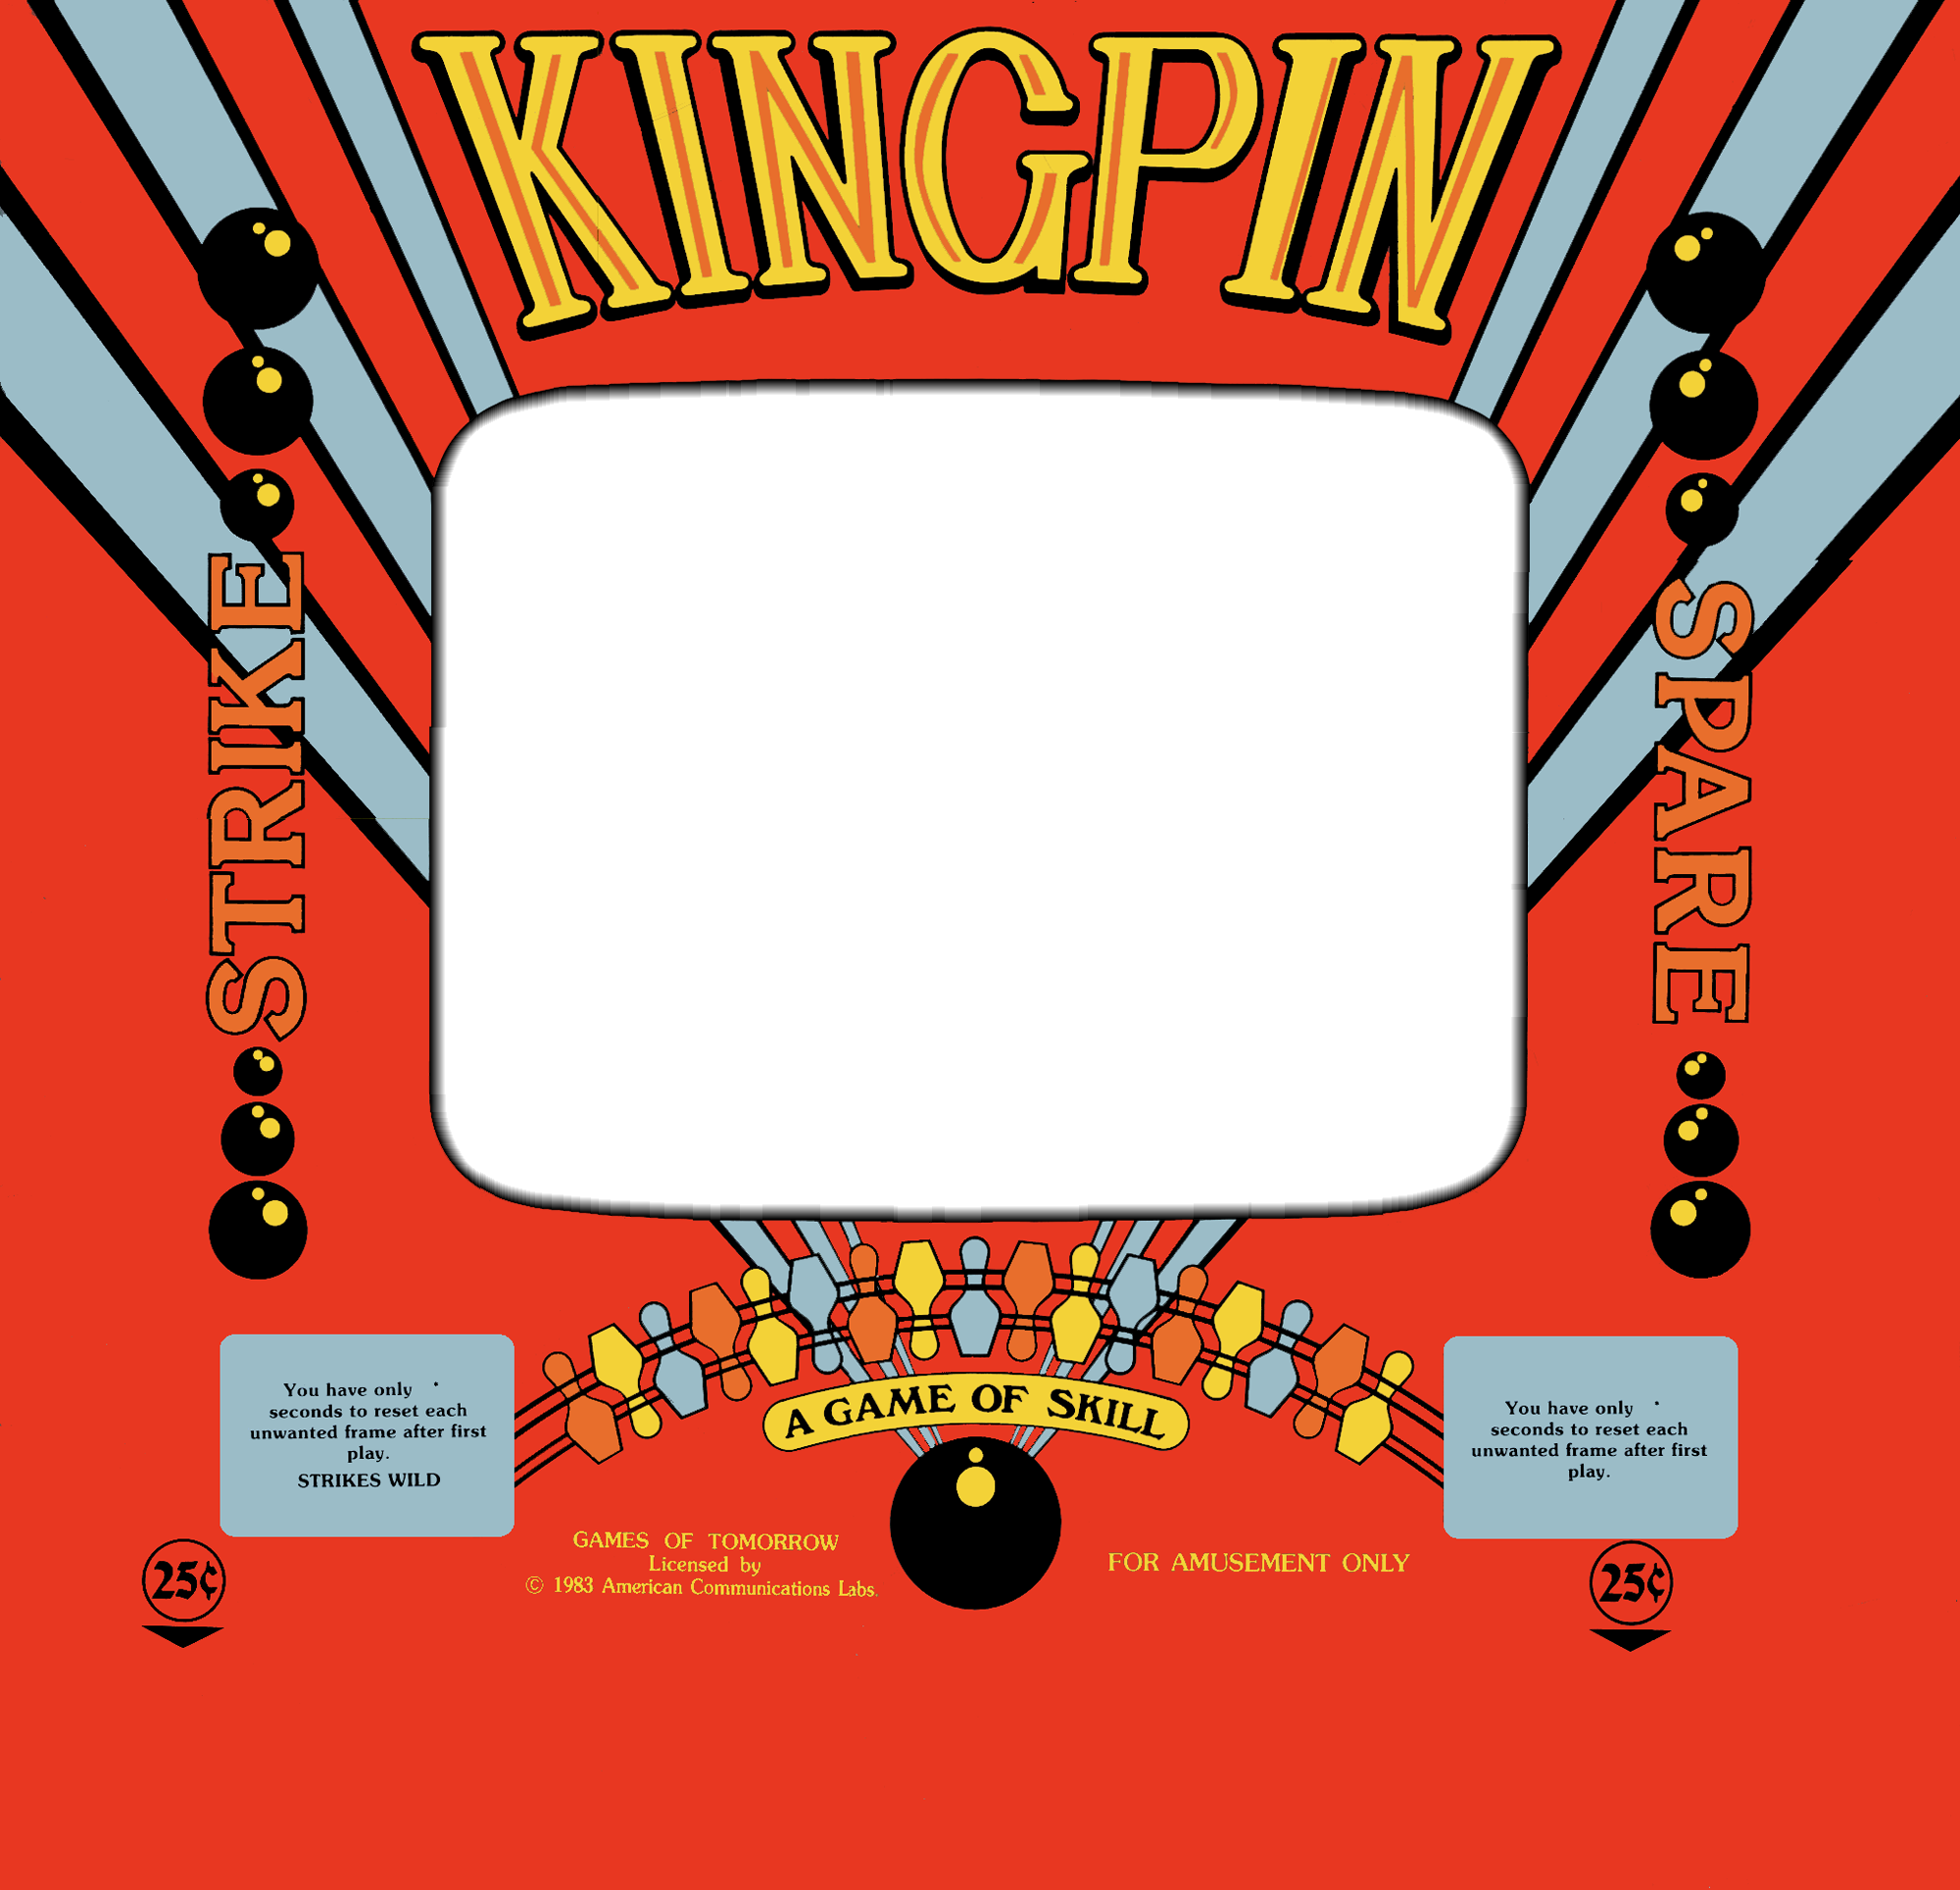 KINGPIN
STRIKE
SPARE
A GAME OF SKILL
You have only
seconds to reset each
unwanted frame after first
play.
STRIKES WILD
You have only
seconds to reset each
unwanted frame after first
play.
GAMES OF TOMORROW
Licensed by
© 1983 American Communications Labs.
FOR AMUSEMENT ONLY
25¢
25¢